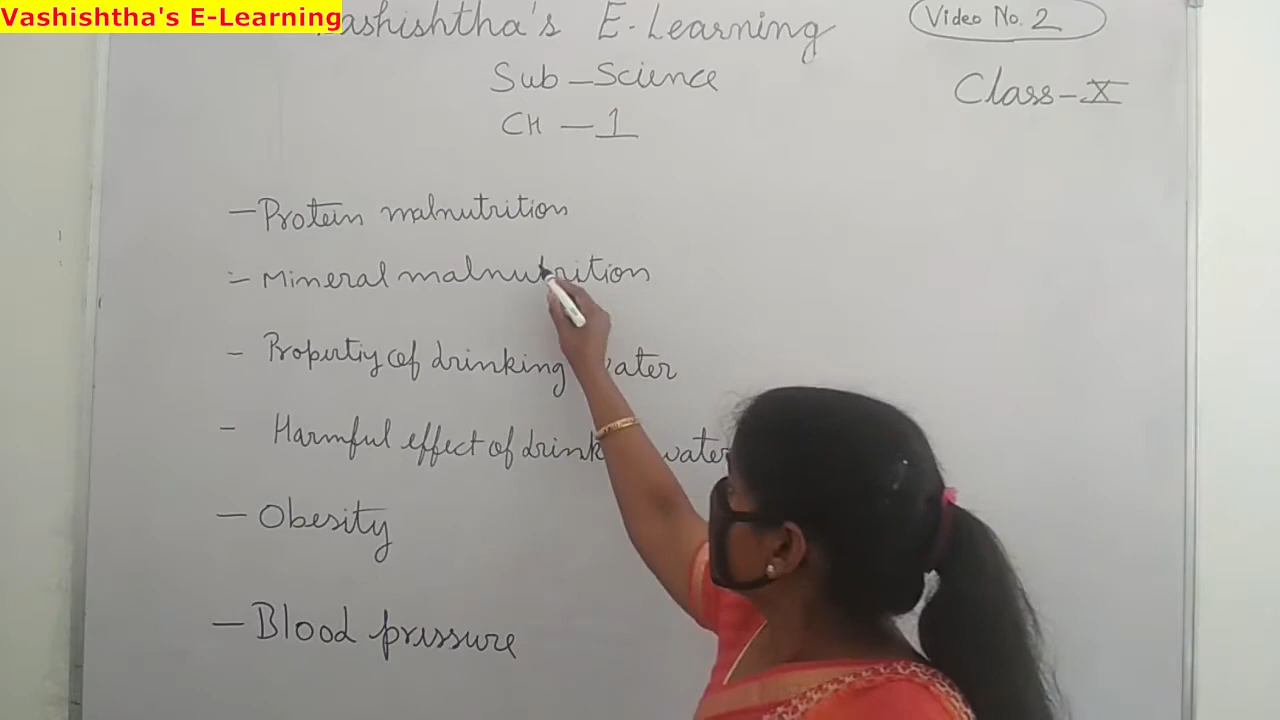 Vashishtha's E-Learning
Vashishtha's E-Learning
Video No. 2
Sub - Science
Class - X
CH - 1
- Protein malnutrition
- Mineral malnutrition
- Propertiy of drinking water
- Harmful effect of drinking water
- Obesity
- Blood pressure